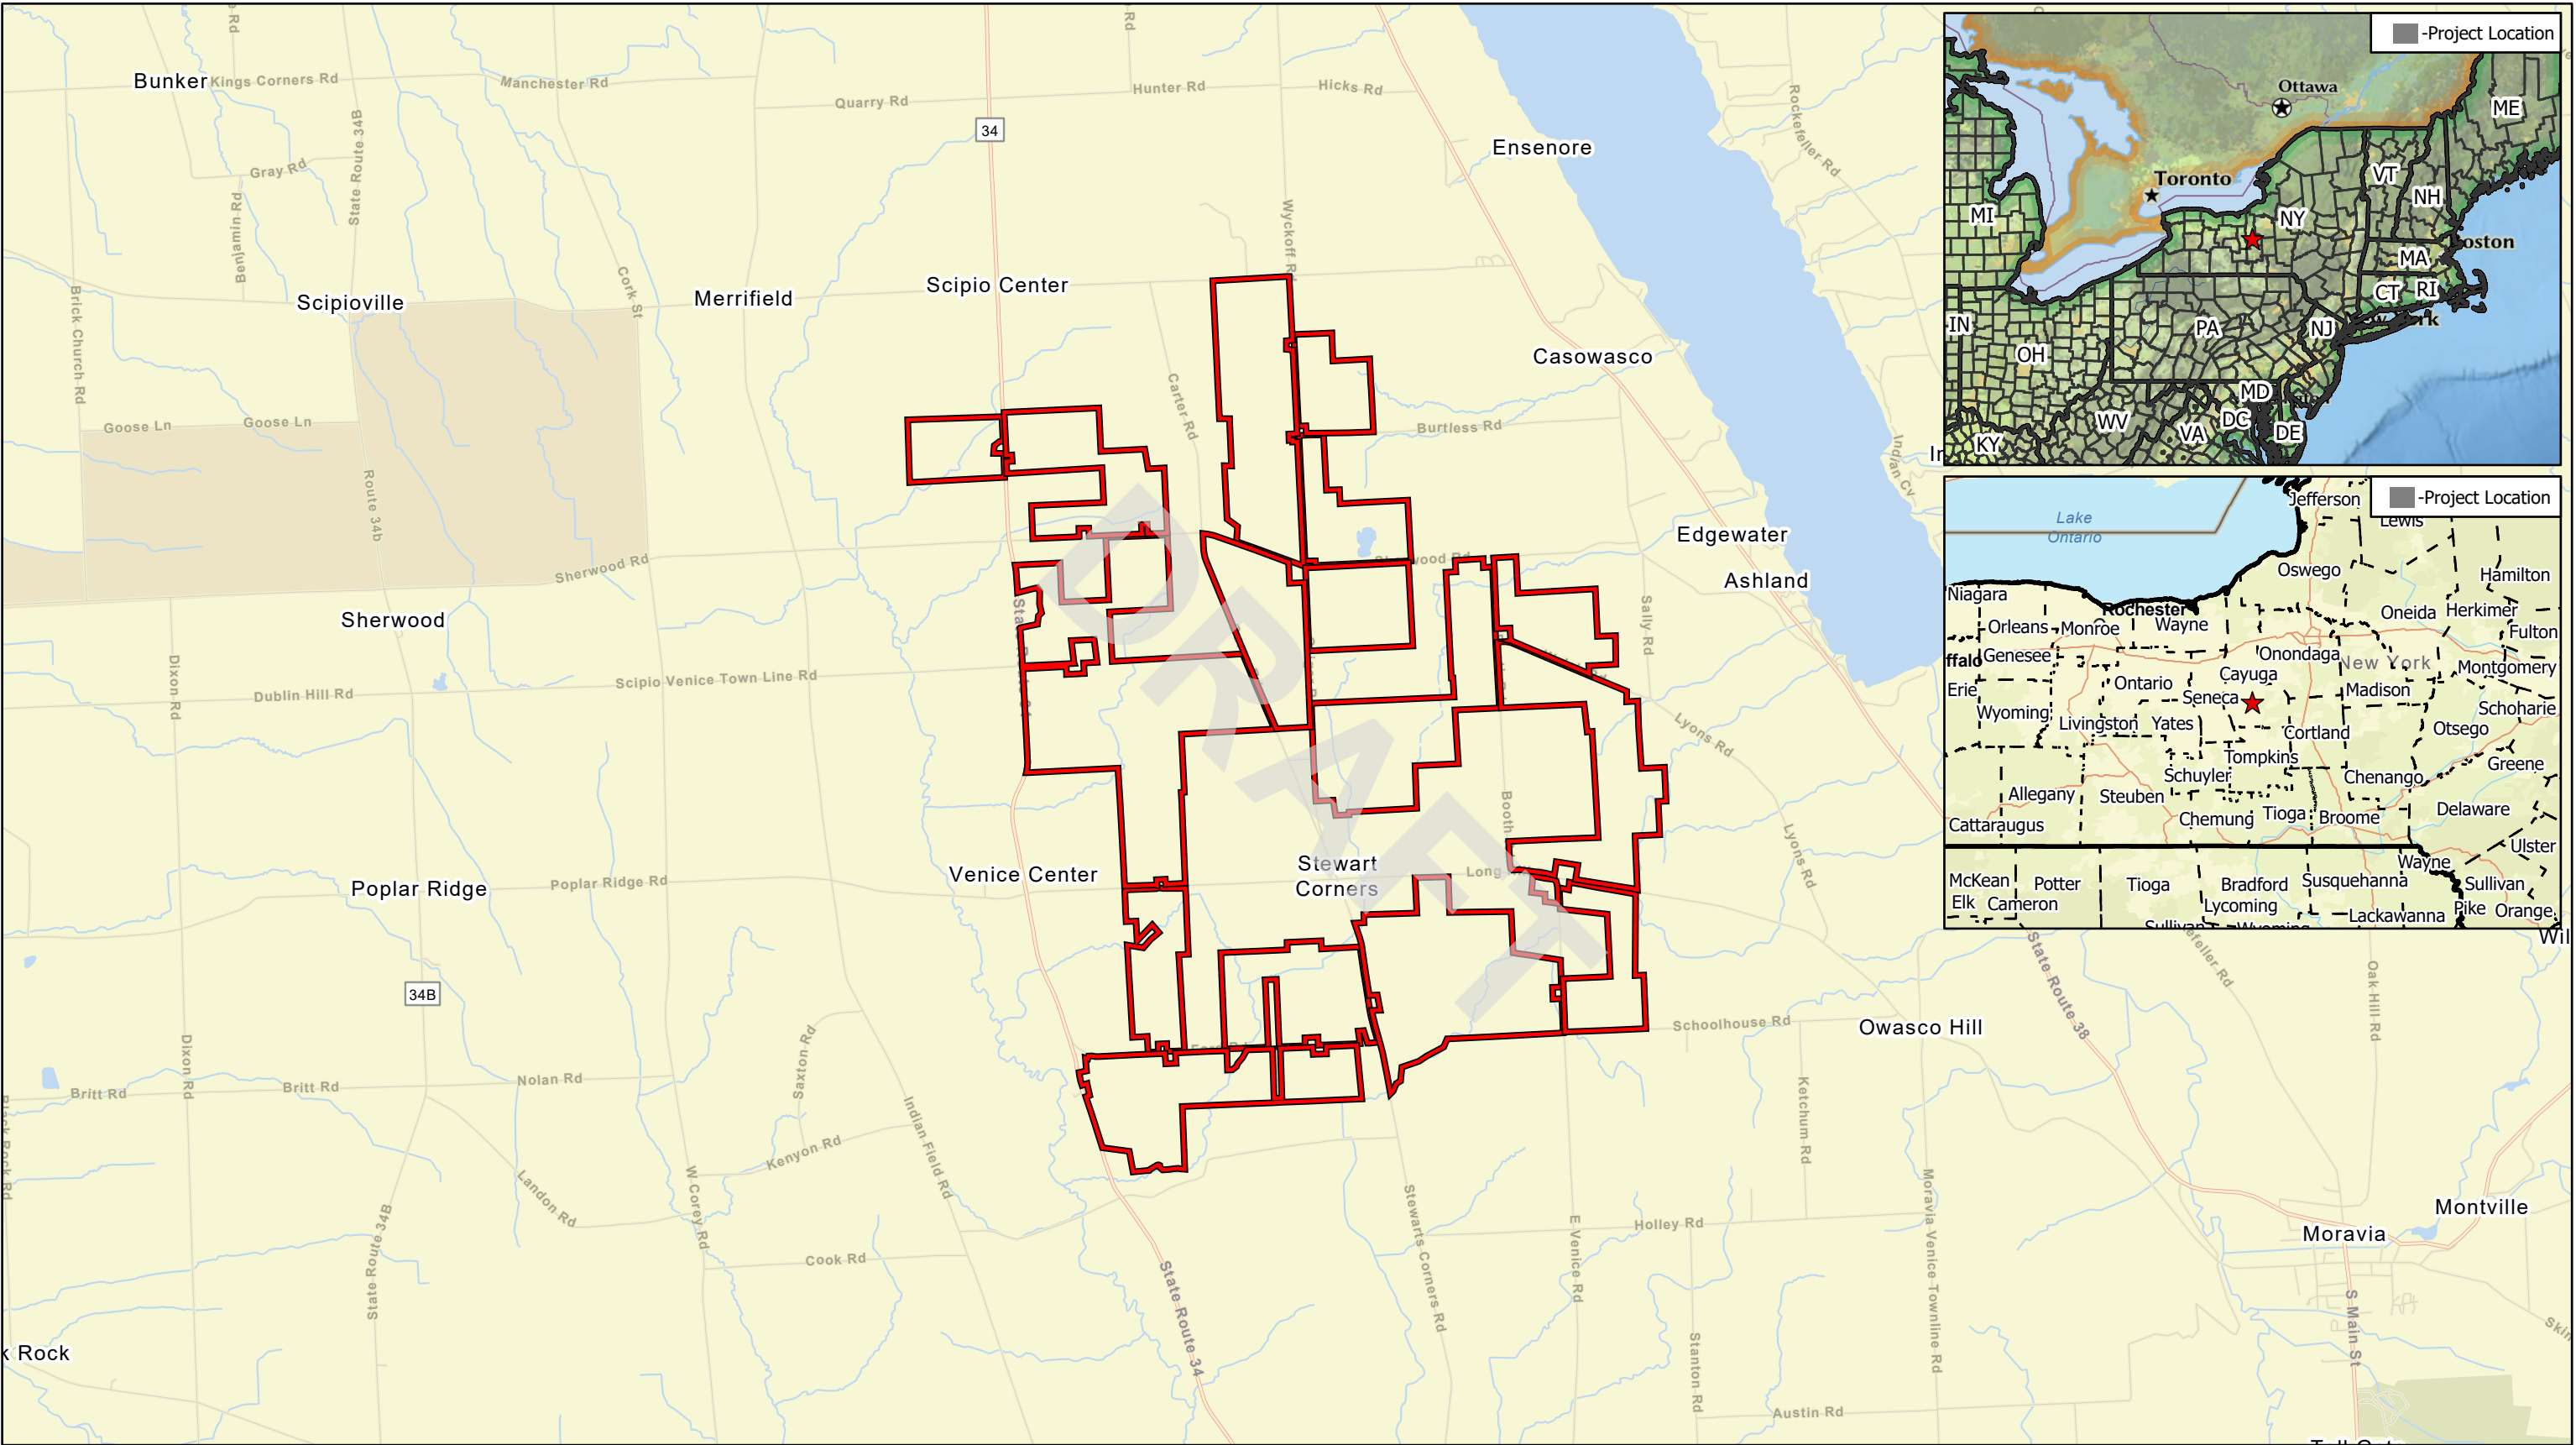 Bunker
Kings Corners Rd
Manchester Rd
Quarry Rd
Hunter Rd
Hicks Rd
Rd
Rd
34
State Route 34B
Gray Rd
Benjamin Rd
Ensenore
Rockefeller Rd
Wyckoff Rd
Cork St
Scipioville
Merrifield
Scipio Center
Casowasco
Brick Church Rd
Goose Ln
Goose Ln
Carter Rd
Burtless Rd
Indian Cv
Route 34b
Sherwood Rd
Sherwood
Edgewater
Ashland
Sally Rd
Dixon Rd
Dublin Hill Rd
Scipio Venice Town Line Rd
Lyons Rd
Lyons Rd
Booth
DRAFT
Venice Center
Stewart
Corners
Long
Poplar Ridge
Poplar Ridge Rd
34B
Dixon Rd
Saxton Rd
Britt Rd
Britt Rd
Nolan Rd
Kenyon Rd
Indian Field Rd
Landon Rd
W Corey Rd
State Route 34B
Cook Rd
State Route 34
Stewarts Corners Rd
E Venice Rd
Schoolhouse Rd
Owasco Hill
Ketchum Rd
Holley Rd
Stanton Rd
Austin Rd
Moravia Venice Townline Rd
State Route 38
Oak Hill Rd
Wil
Montville
Moravia
S Main St
k Rock
-Project Location
Ottawa
Toronto
ME
VT
NH
NY
MI
MA
oston
CT
RI
IN
OH
PA
NJ
MD
WV
DC
VA
DE
KY
-Project Location
Lake
Ontario
Jefferson
Lewis
Oswego
Hamilton
Niagara
Rochester
Orleans
Monroe
Wayne
Oneida
Herkimer
Fulton
ffalo
Genesee
Onondaga
New York
Montgomery
Erie
Ontario
Cayuga
Seneca
Madison
Wyoming
Livingston
Yates
Schoharie
Cortland
Otsego
Tompkins
Schuyler
Chenango
Greene
Allegany
Steuben
Chemung
Tioga
Broome
Delaware
Cattaraugus
Ulster
Wayne
McKean
Potter
Tioga
Bradford
Susquehanna
Sullivan
Elk
Cameron
Lycoming
Lackawanna
Pike
Orange
Sullivan
Wyoming